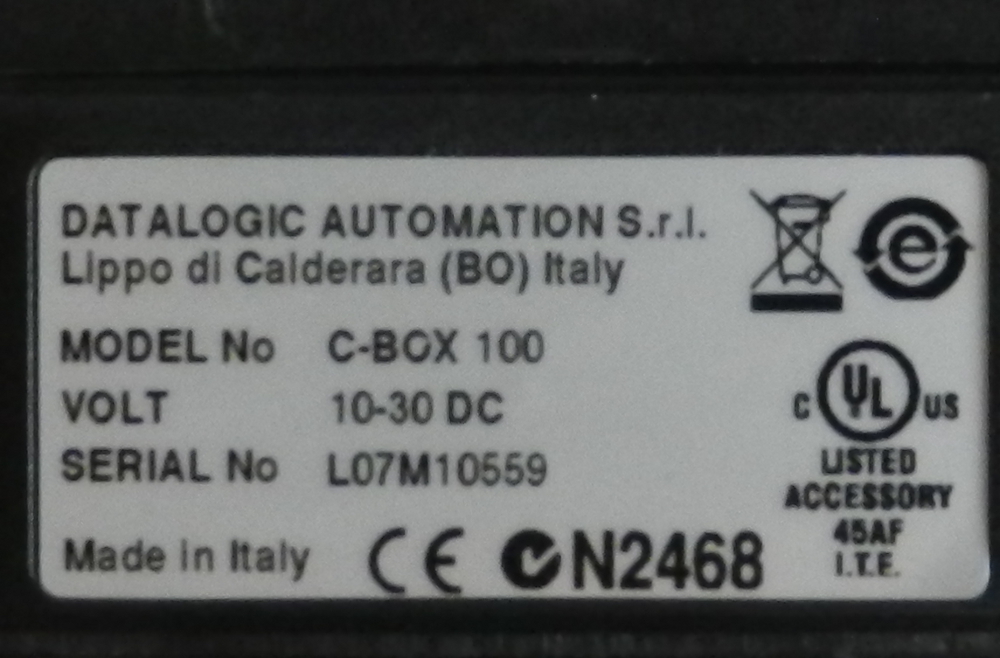 DATALOGIC AUTOMATION S.r.l.
Lippo di Calderara (BO) Italy
MODEL No C-BOX 100
VOLT 10-30 DC
SERIAL No L07M10559
Made in Italy CE N2468
e
C UL US
LISTED
ACCESSORY
45AF
I.T.E.